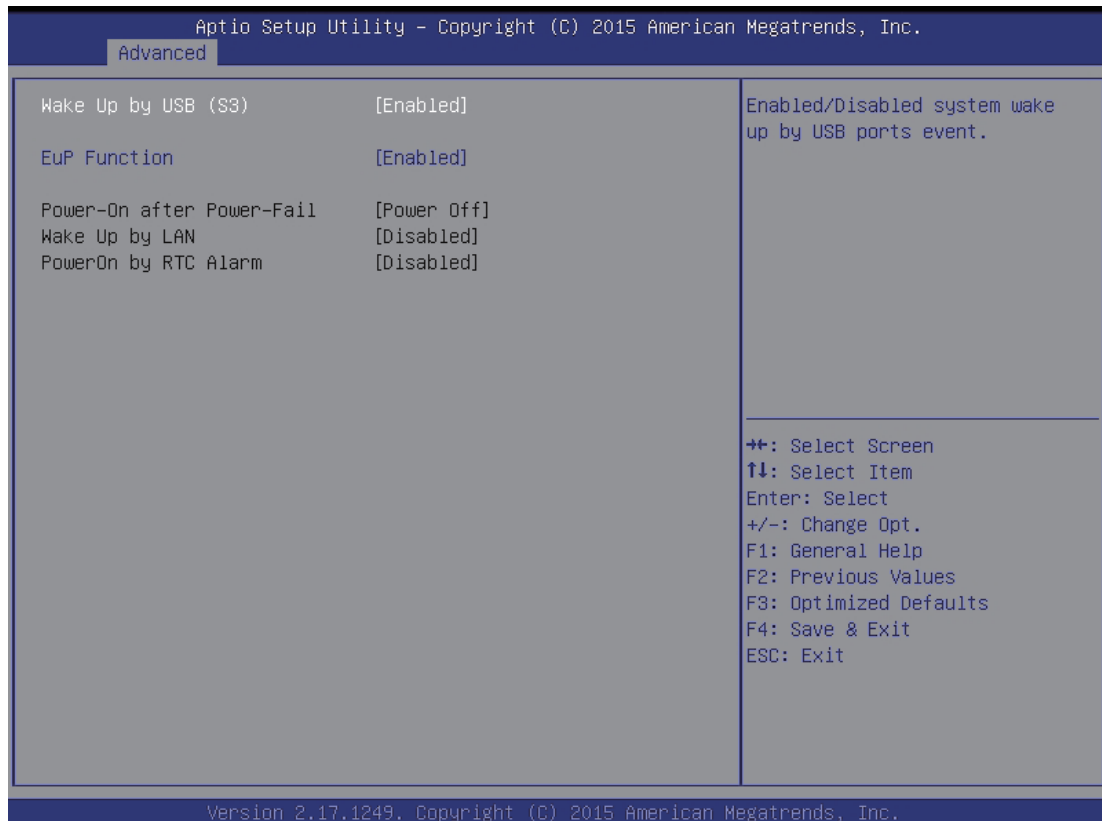 Aptio Setup Utility – Copyright (C) 2015 American Megatrends, Inc.
Advanced
Wake Up by USB (S3) [Enabled]
EuP Function [Enabled]
Power-On after Power-Fail [Power Off]
Wake Up by LAN [Disabled]
PowerOn by RTC Alarm [Disabled]
Enabled/Disabled system wake
up by USB ports event.
→←: Select Screen
↑↓: Select Item
Enter: Select
+/-: Change Opt.
F1: General Help
F2: Previous Values
F3: Optimized Defaults
F4: Save & Exit
ESC: Exit
Version 2.17.1249. Copyright (C) 2015 American Megatrends, Inc.